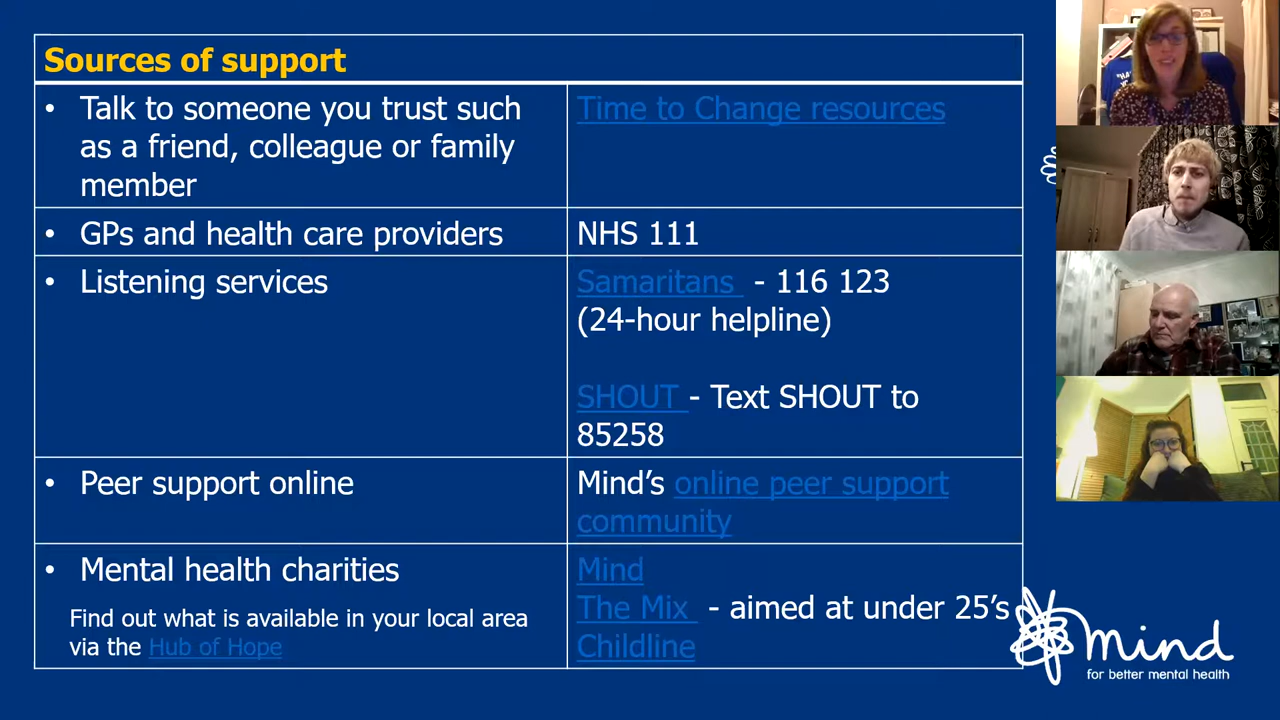 Sources of support
• Talk to someone you trust such
as a friend, colleague or family
member
Time to Change resources
• GPs and health care providers
NHS 111
• Listening services
Samaritans - 116 123
(24-hour helpline)
SHOUT - Text SHOUT to
85258
• Peer support online
Mind's online peer support
community
• Mental health charities
Find out what is available in your local area
via the Hub of Hope
Mind
The Mix - aimed at under 25's
Childline
mind
for better mental health